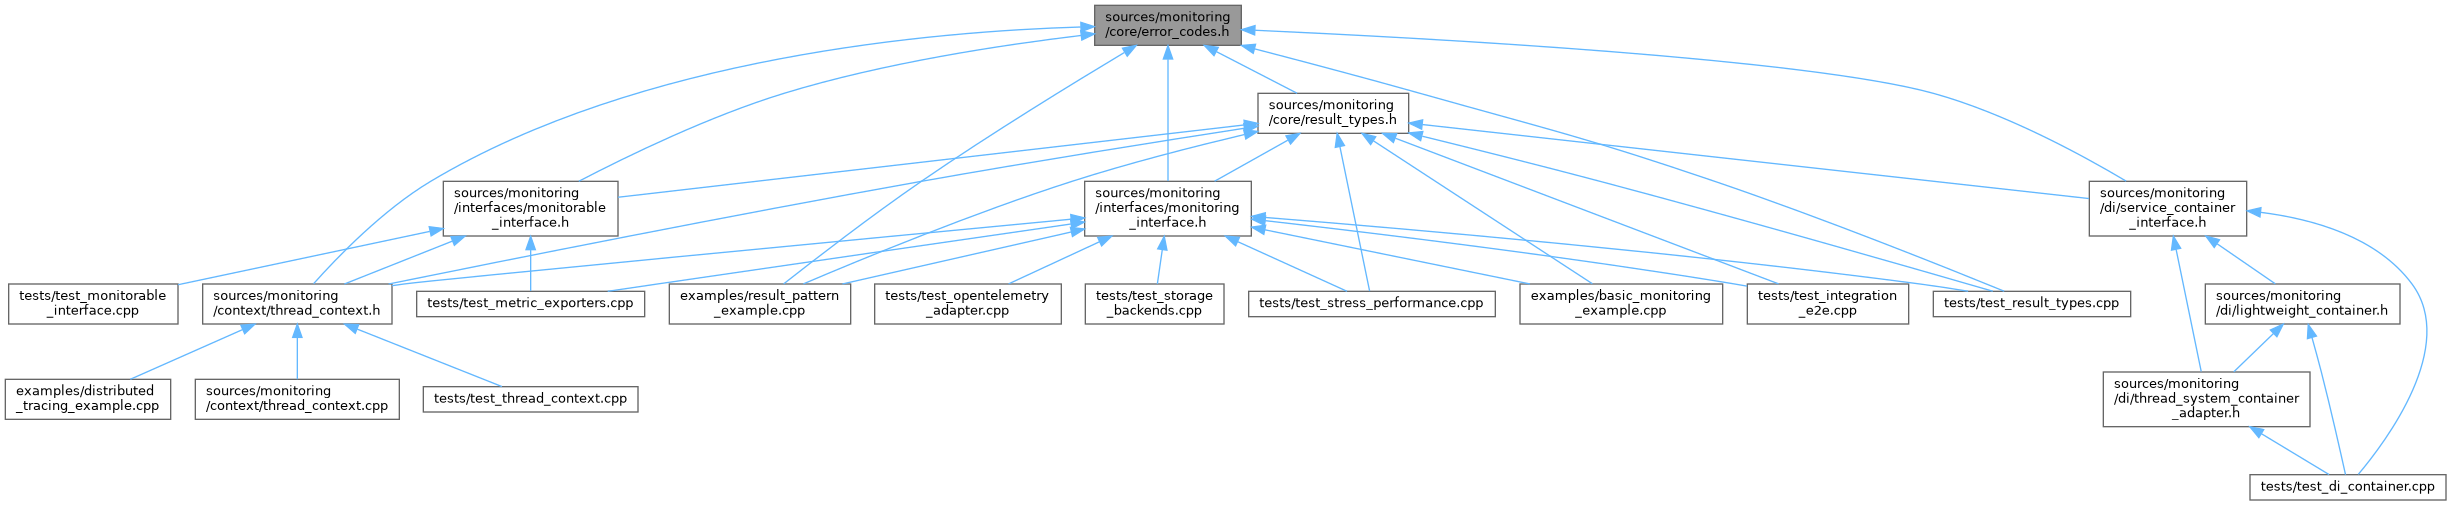 sources/monitoring
/core/error_codes.h
sources/monitoring
/core/result_types.h
sources/monitoring
/interfaces/monitorable
_interface.h
sources/monitoring
/interfaces/monitoring
_interface.h
sources/monitoring
/di/service_container
_interface.h
tests/test_monitorable
_interface.cpp
sources/monitoring
/context/thread_context.h
tests/test_metric_exporters.cpp
examples/result_pattern
_example.cpp
tests/test_opentelemetry
_adapter.cpp
tests/test_storage
_backends.cpp
tests/test_stress_performance.cpp
examples/basic_monitoring
_example.cpp
tests/test_integration
_e2e.cpp
tests/test_result_types.cpp
sources/monitoring
/di/lightweight_container.h
examples/distributed
_tracing_example.cpp
sources/monitoring
/context/thread_context.cpp
tests/test_thread_context.cpp
sources/monitoring
/di/thread_system_container
_adapter.h
tests/test_di_container.cpp